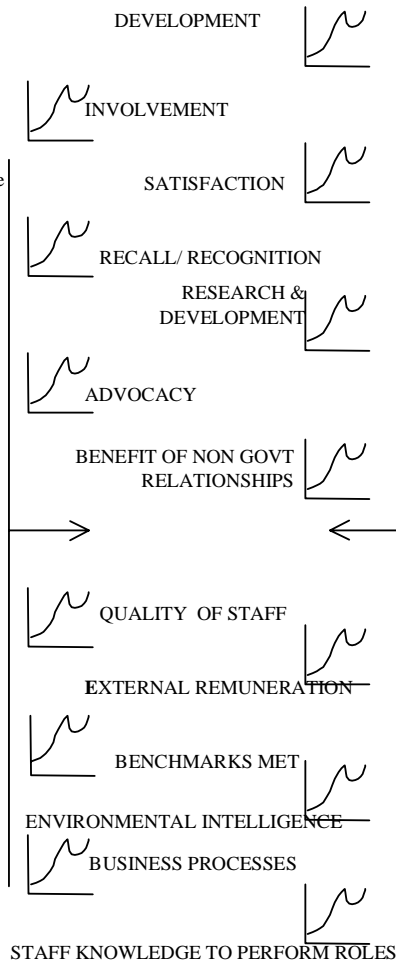 DEVELOPMENT
INVOLVEMENT
e
SATISFACTION
RECALL/ RECOGNITION
RESEARCH &
DEVELOPMENT
ADVOCACY
BENEFIT OF NON GOVT
RELATIONSHIPS
QUALITY OF STAFF
EXTERNAL REMUNERATION
BENCHMARKS MET
ENVIRONMENTAL INTELLIGENCE
BUSINESS PROCESSES
STAFF KNOWLEDGE TO PERFORM ROLES